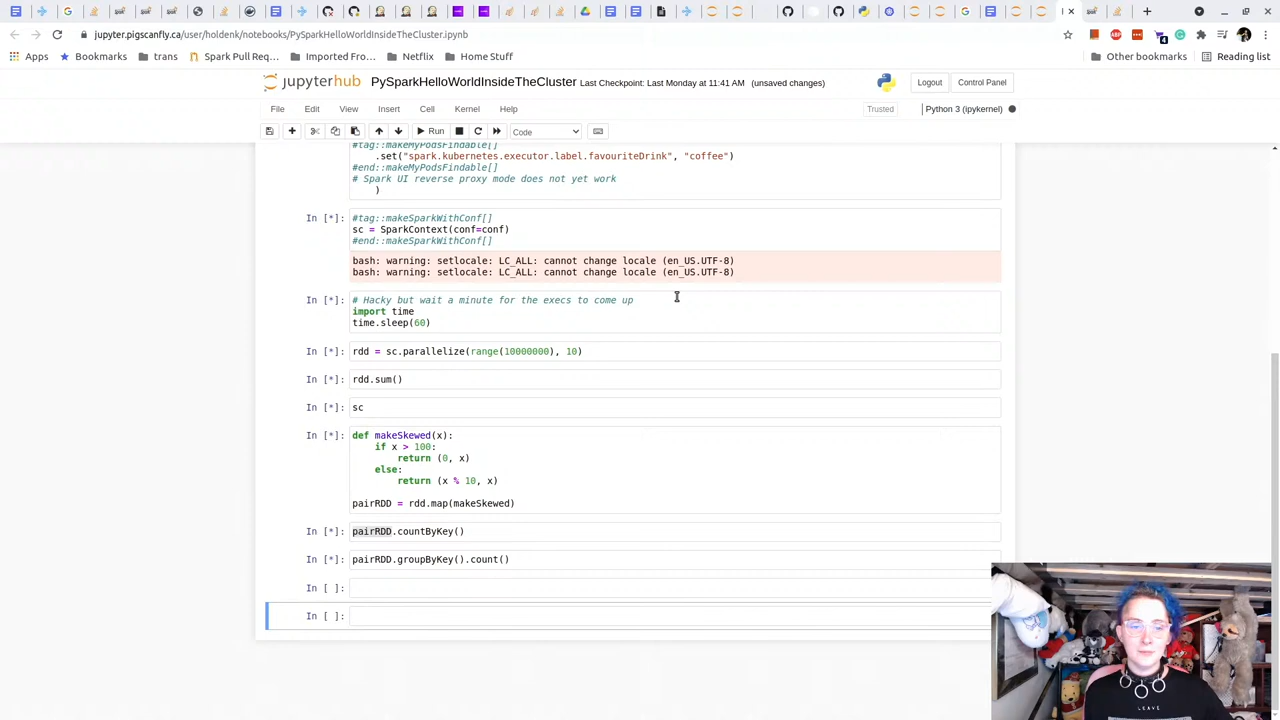 jupyter.pigscanfly.ca/user/holdenk/notebooks/PySparkHelloWorldInsideTheCluster.ipynb
Apps Bookmarks trans Spark Pull Req... Imported Fro... Netflix Home Stuff Other bookmarks Reading list
jupyterhub PySparkHelloWorldInsideTheCluster Last Checkpoint: Last Monday at 11:41 AM (unsaved changes) Logout Control Panel
File Edit View Insert Cell Kernel Help Trusted Python 3 (ipykernel)
Run Code
#tag::makeMyPodsFindable[]
.set("spark.kubernetes.executor.label.favouriteDrink", "coffee")
#end::makeMyPodsFindable[]
# Spark UI reverse proxy mode does not yet work
)
In [*]: #tag::makeSparkWithConf[]
sc = SparkContext(conf=conf)
#end::makeSparkWithConf[]
bash: warning: setlocale: LC_ALL: cannot change locale (en_US.UTF-8)
bash: warning: setlocale: LC_ALL: cannot change locale (en_US.UTF-8)
In [*]: # Hacky but wait a minute for the execs to come up
import time
time.sleep(60)
In [*]: rdd = sc.parallelize(range(10000000), 10)
In [*]: rdd.sum()
In [*]: sc
In [*]: def makeSkewed(x):
if x > 100:
return (0, x)
else:
return (x % 10, x)
pairRDD = rdd.map(makeSkewed)
In [*]: pairRDD.countByKey()
In [*]: pairRDD.groupByKey().count()
In [ ]:
In [ ]:
LEAVE